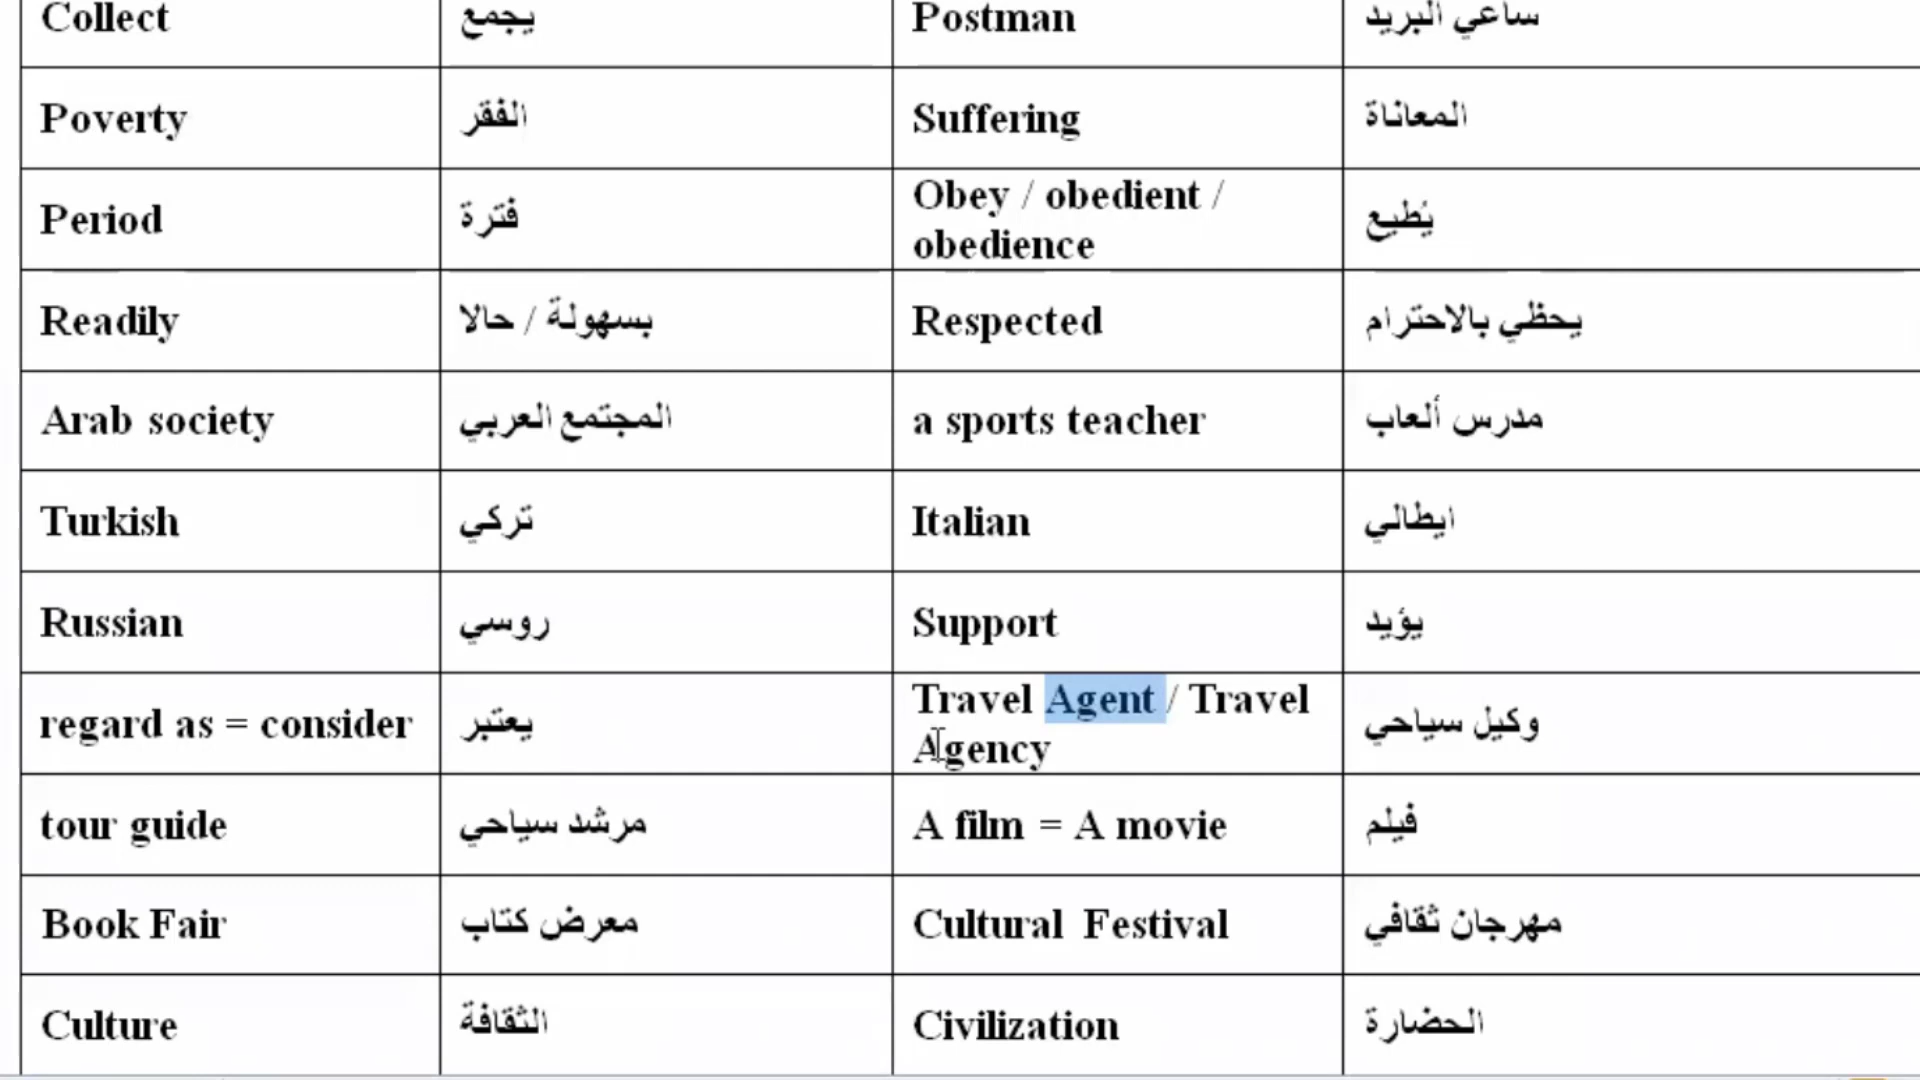 Collect يجمع Postman ساعي البريد
Poverty الفقر Suffering المعاناة
Period فترة Obey / obedient / obedience يُطيع
Readily بسهولة / حالا Respected يحظي بالاحترام
Arab society المجتمع العربي a sports teacher مدرس ألعاب
Turkish تركي Italian ايطالي
Russian روسي Support يؤيد
regard as = consider يعتبر Travel Agent / Travel Agency وكيل سياحي
tour guide مرشد سياحي A film = A movie فيلم
Book Fair معرض كتاب Cultural Festival مهرجان ثقافي
Culture الثقافة Civilization الحضارة